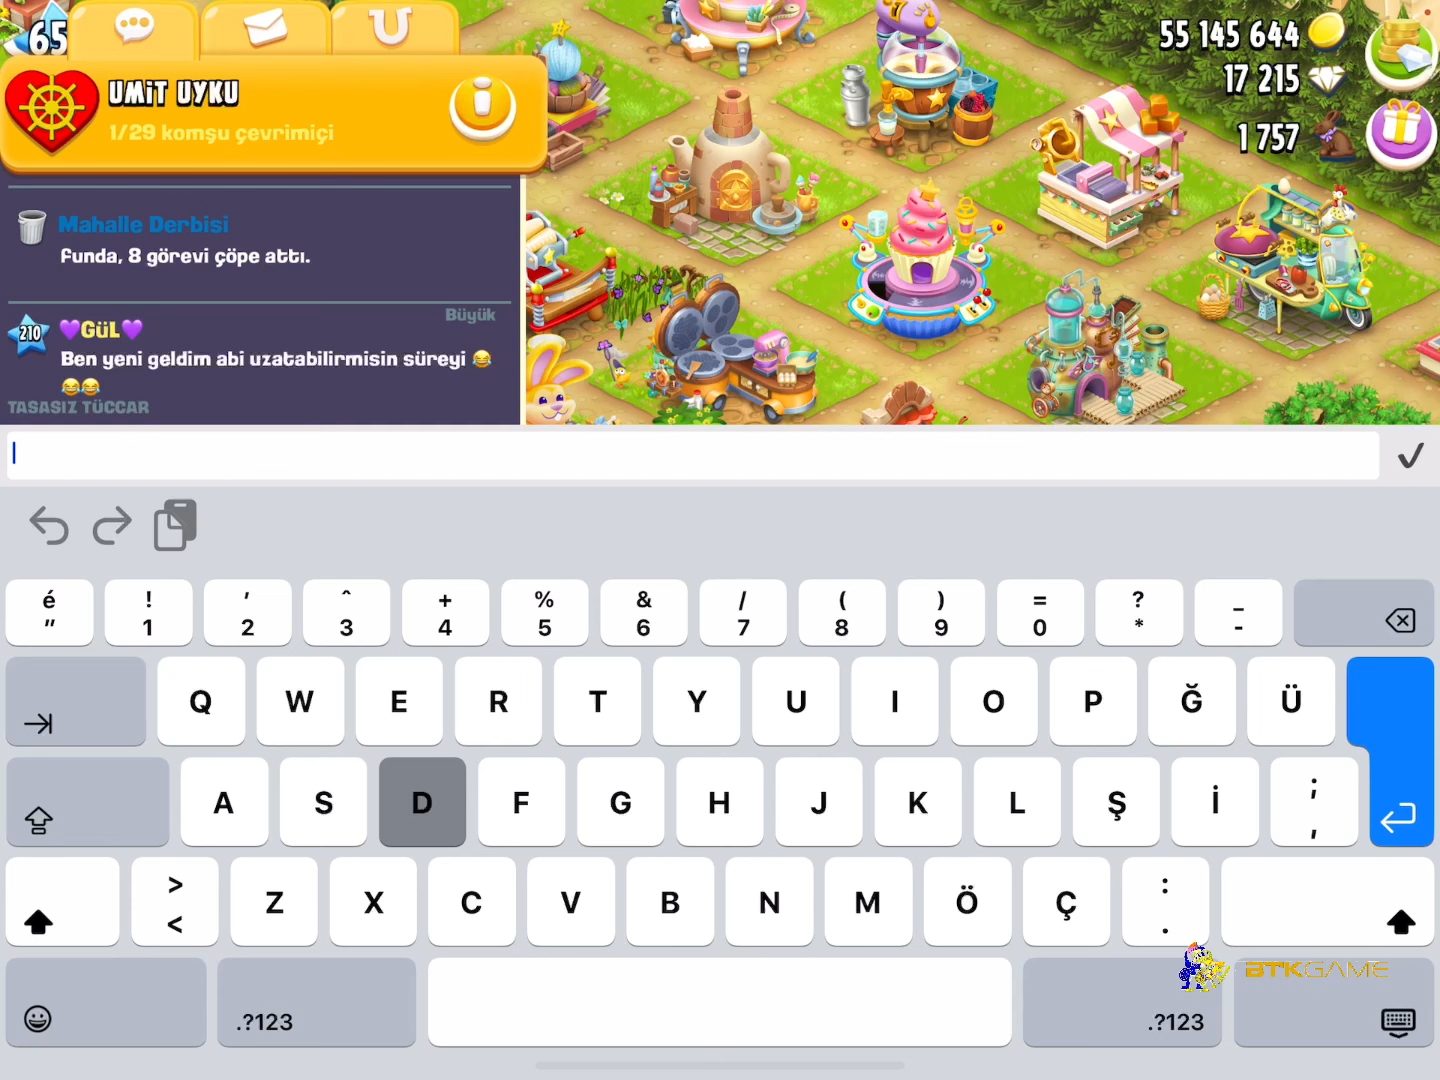 65
UMiT UYKU
1/29 komşu çevrimiçi
55 145 644
17 215
1 757
Mahalle Derbisi
Funda, 8 görevi çöpe attı.
Büyük
210
💜GüL💜
Ben yeni geldim abi uzatabilirmisin süreyi 😂
😂😂
TASASIZ TÜCCAR
é ! ' ^ + % & / ( ) = ? _
" 1 2 3 4 5 6 7 8 9 0 * -
Q W E R T Y U I O P Ğ Ü
A S D F G H J K L Ş İ ; ,
> < Z X C V B N M Ö Ç : .
.?123 .?123
BTKGAME